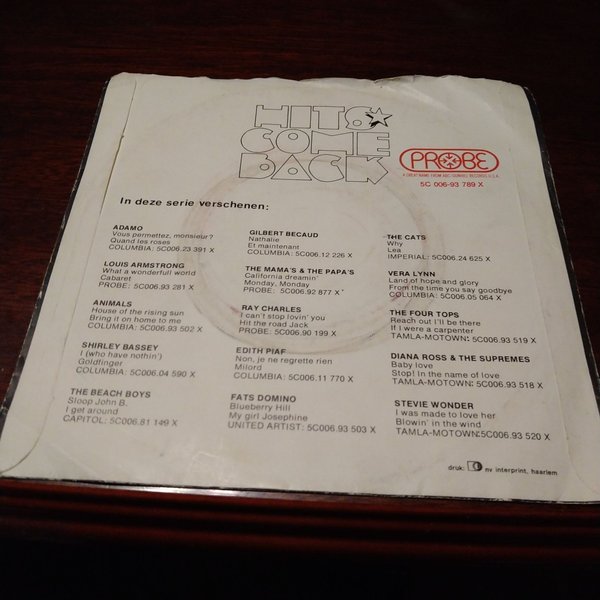 HITS
COME
BACK
PROBE
A GREAT NAME FROM ABC-DUNHILL RECORDS U.S.A.
5C 006-93 789 X
In deze serie verschenen:
ADAMO
Vous permettez, monsieur?
Quand les roses
COLUMBIA: 5C006.23 391 X
LOUIS ARMSTRONG
What a wonderfull world
Cabaret
PROBE: 5C006.93 281 X
ANIMALS
House of the rising sun
Bring it on home to me
COLUMBIA: 5C006.93 502 X
SHIRLEY BASSEY
I (who have nothin')
Goldfinger
COLUMBIA: 5C006.04 590 X
THE BEACH BOYS
Sloop John B.
I get around
CAPITOL: 5C006.81 149 X
GILBERT BECAUD
Nathalie
Et maintenant
COLUMBIA: 5C006.12 226 X
THE MAMA'S & THE PAPA'S
California dreamin'
Monday, Monday
PROBE: 5C006.92 877 X
RAY CHARLES
I can't stop lovin' you
Hit the road Jack
PROBE: 5C006.90 199 X
EDITH PIAF
Non, je ne regrette rien
Milord
COLUMBIA: 5C006.11 770 X
FATS DOMINO
Blueberry Hill
My girl Josephine
UNITED ARTIST: 5C006.93 503 X
THE CATS
Why
Lea
IMPERIAL: 5C006.24 625 X
VERA LYNN
Land of hope and glory
From the time you say goodbye
COLUMBIA: 5C006.05 064 X
THE FOUR TOPS
Reach out I'll be there
If I were a carpenter
TAMLA-MOTOWN: 5C006.93 519 X
DIANA ROSS & THE SUPREMES
Baby love
Stop! In the name of love
TAMLA-MOTOWN: 5C006.93 518 X
STEVIE WONDER
I was made to love her
Blowin' in the wind
TAMLA-MOTOWN: 5C006.93 520 X
druk: nv interprint, haarlem